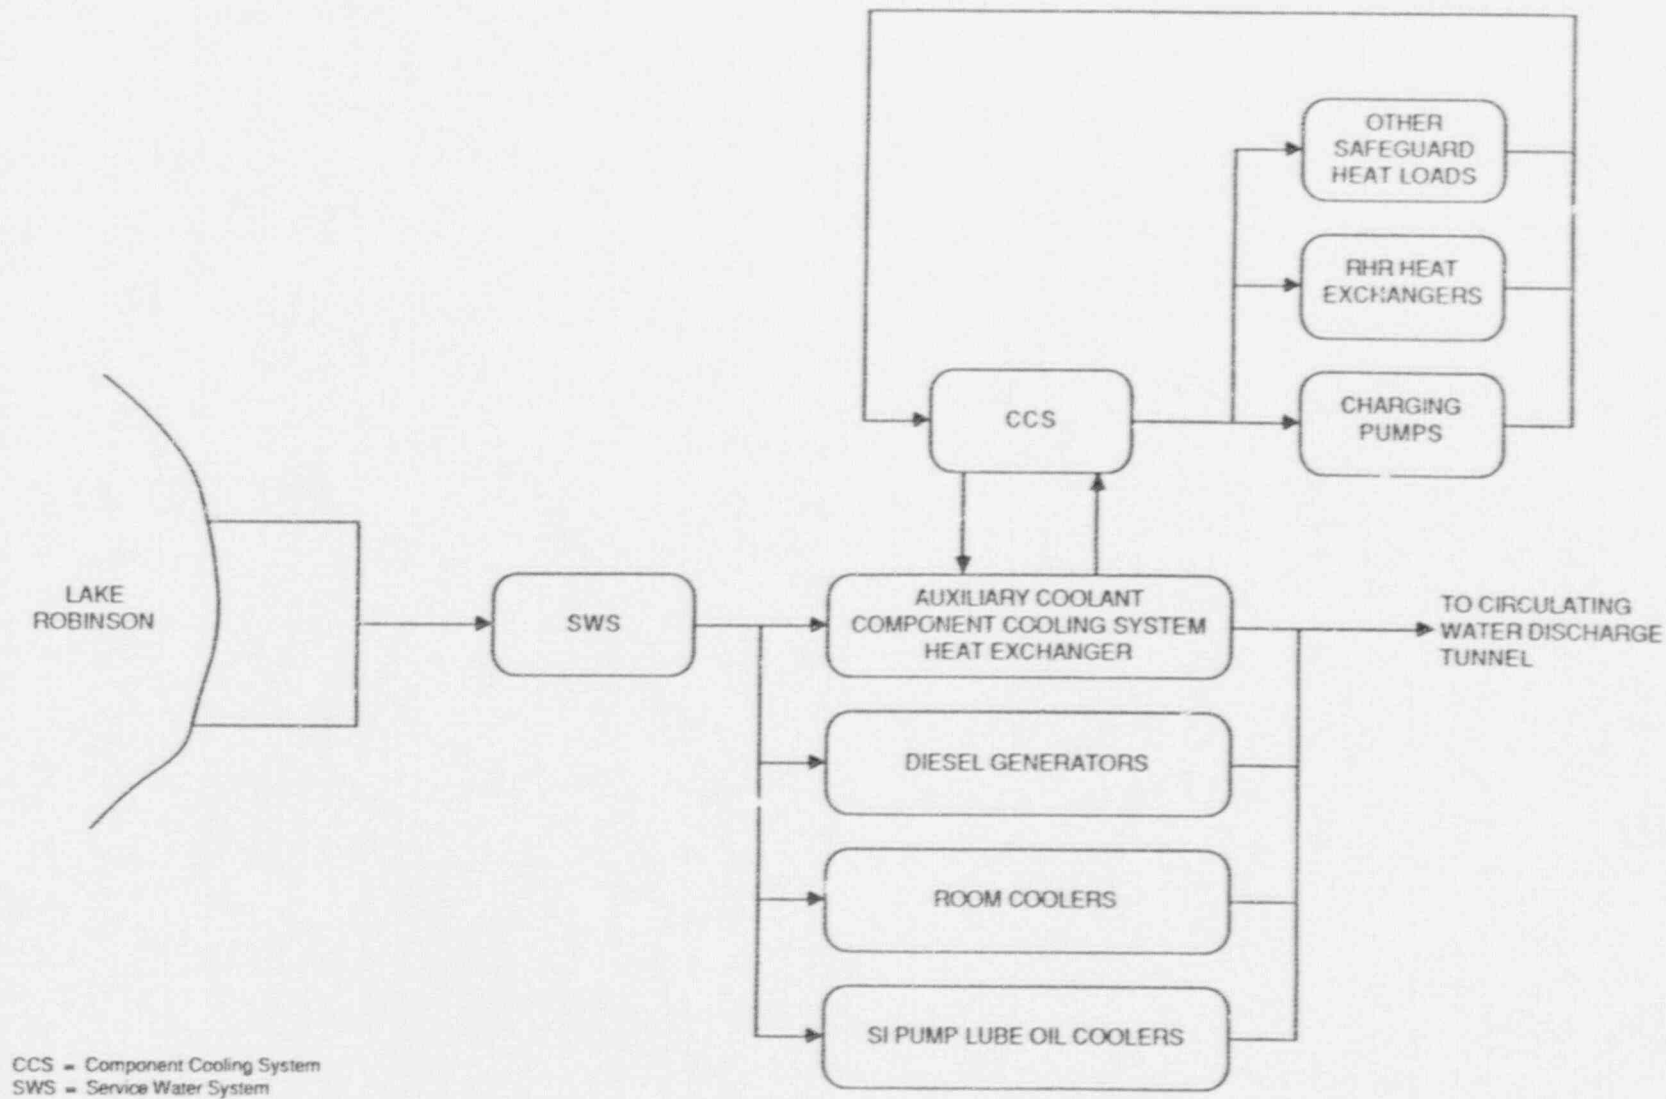 OTHER
SAFEGUARD
HEAT LOADS
RHR HEAT
EXCHANGERS
CHARGING
PUMPS
CCS
LAKE
ROBINSON
SWS
AUXILIARY COOLANT
COMPONENT COOLING SYSTEM
HEAT EXCHANGER
TO CIRCULATING
WATER DISCHARGE
TUNNEL
DIESEL GENERATORS
ROOM COOLERS
SI PUMP LUBE OIL COOLERS
CCS = Component Cooling System
SWS = Service Water System